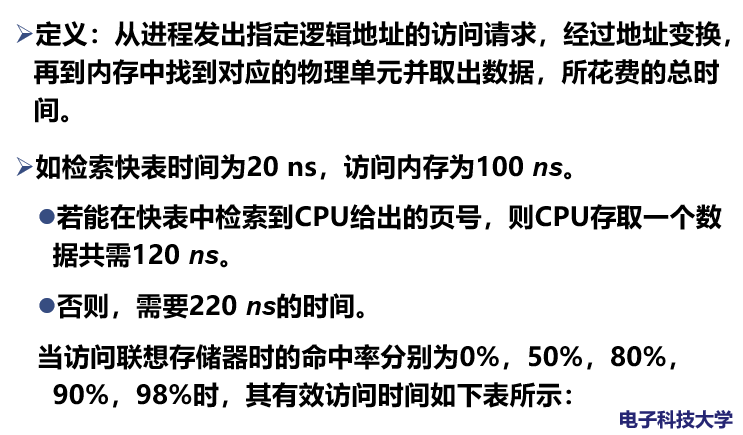 ➢定义：从进程发出指定逻辑地址的访问请求，经过地址变换，
再到内存中找到对应的物理单元并取出数据，所花费的总时
间。
➢如检索快表时间为20 ns，访问内存为100 ns。
●若能在快表中检索到CPU给出的页号，则CPU存取一个数
据共需120 ns。
●否则，需要220 ns的时间。
当访问联想存储器时的命中率分别为0%，50%，80%，
90%，98%时，其有效访问时间如下表所示：
电子科技大学